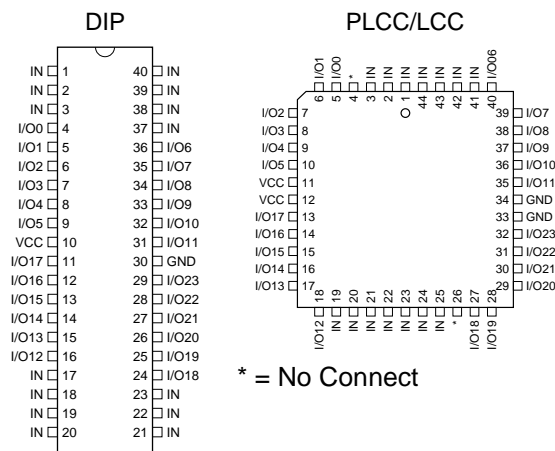 DIP
IN 1 40 IN
IN 2 39 IN
IN 3 38 IN
I/O0 4 37 IN
I/O1 5 36 I/O6
I/O2 6 35 I/O7
I/O3 7 34 I/O8
I/O4 8 33 I/O9
I/O5 9 32 I/O10
VCC 10 31 I/O11
I/O17 11 30 GND
I/O16 12 29 I/O23
I/O15 13 28 I/O22
I/O14 14 27 I/O21
I/O13 15 26 I/O20
I/O12 16 25 I/O19
IN 17 24 I/O18
IN 18 23 IN
IN 19 22 IN
IN 20 21 IN
PLCC/LCC
I/O1 I/O0 * IN IN IN IN IN IN IN I/O06
6 5 4 3 2 1 44 43 42 41 40
I/O2 7 39 I/O7
I/O3 8 38 I/O8
I/O4 9 37 I/O9
I/O5 10 36 I/O10
VCC 11 35 I/O11
VCC 12 34 GND
I/O17 13 33 GND
I/O16 14 32 I/O23
I/O15 15 31 I/O22
I/O14 16 30 I/O21
I/O13 17 29 I/O20
18 19 20 21 22 23 24 25 26 27 28
I/O12 IN IN IN IN IN IN IN * I/O18 I/O19
* = No Connect